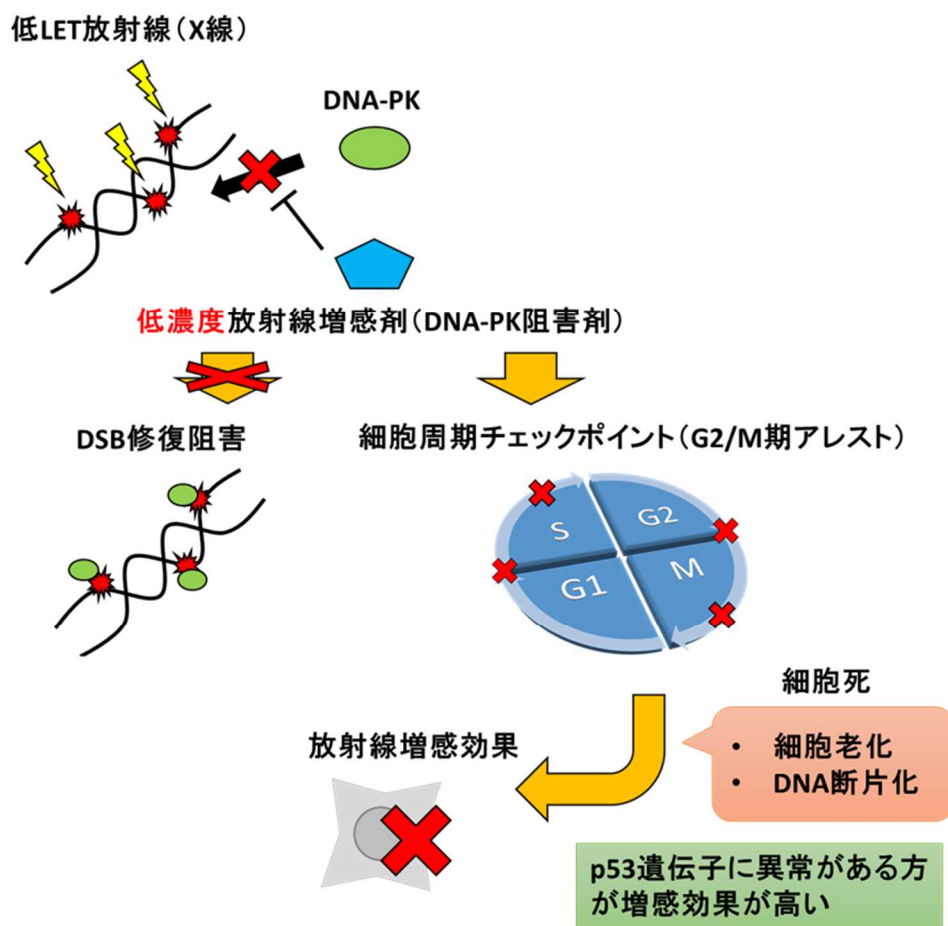 低LET放射線（X線）
DNA-PK
低濃度放射線増感剤（DNA-PK阻害剤）
DSB修復阻害
細胞周期チェックポイント（G2/M期アレスト）
S
G2
G1
M
細胞死
放射線増感効果
• 細胞老化
• DNA断片化
p53遺伝子に異常がある方
が増感効果が高い